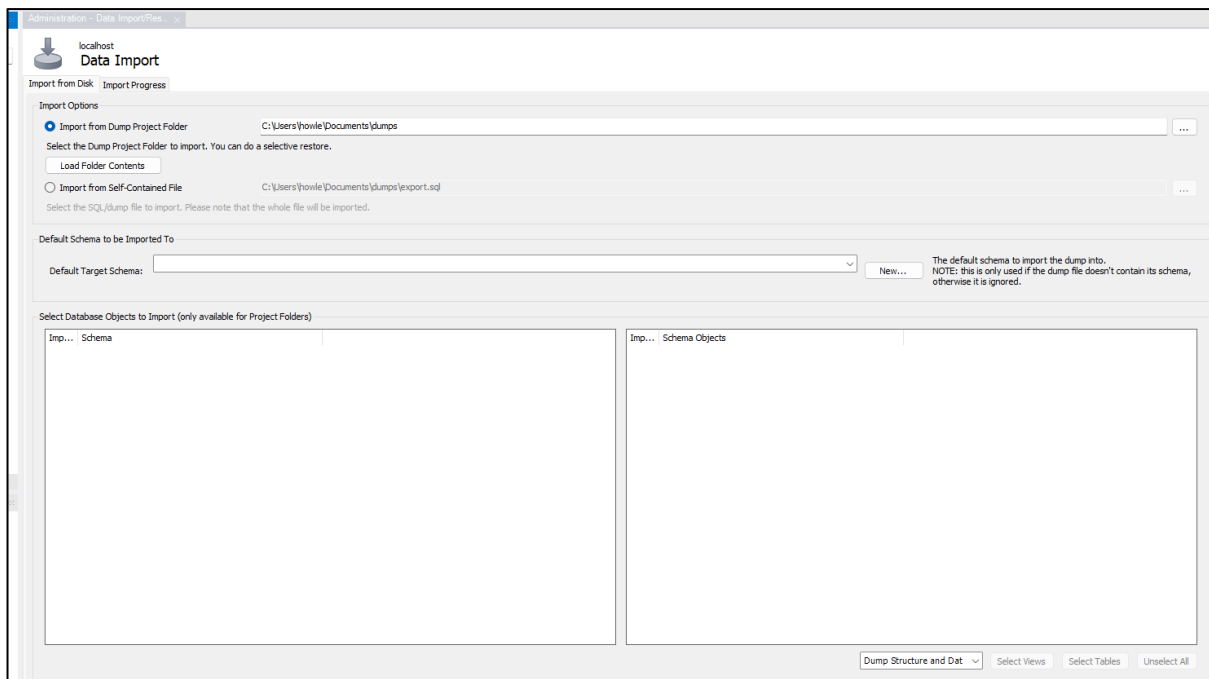 Administration - Data Import/Res... ×
localhost
Data Import
Import from Disk Import Progress
Import Options
Import from Dump Project Folder C:\Users\howle\Documents\dumps ...
Select the Dump Project Folder to import. You can do a selective restore.
Load Folder Contents
Import from Self-Contained File C:\Users\howle\Documents\dumps\export.sql ...
Select the SQL/dump file to import. Please note that the whole file will be imported.
Default Schema to be Imported To
Default Target Schema: New...
The default schema to import the dump into.
NOTE: this is only used if the dump file doesn't contain its schema,
otherwise it is ignored.
Select Database Objects to Import (only available for Project Folders)
Imp... Schema Imp... Schema Objects
Dump Structure and Dat Select Views Select Tables Unselect All